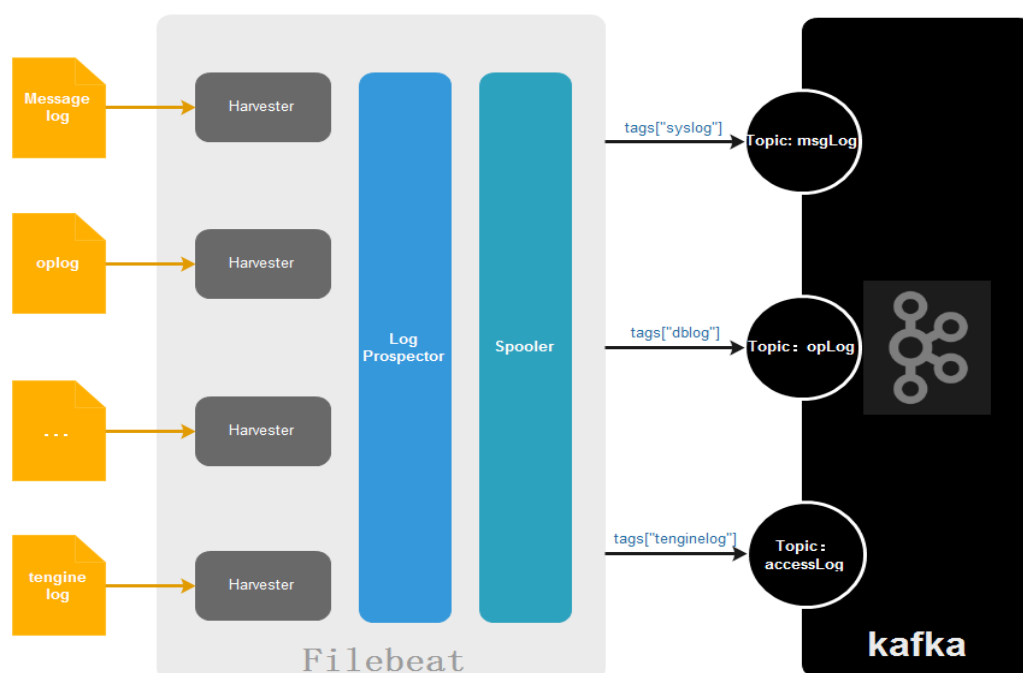 Message
log
Harvester
tags["syslog"]
Topic: msgLog
oplog
Harvester
Log
Prospector
Spooler
tags["dblog"]
Topic：opLog
...
Harvester
tengine
log
Harvester
tags["tenginelog"]
Topic：
accessLog
Filebeat
kafka